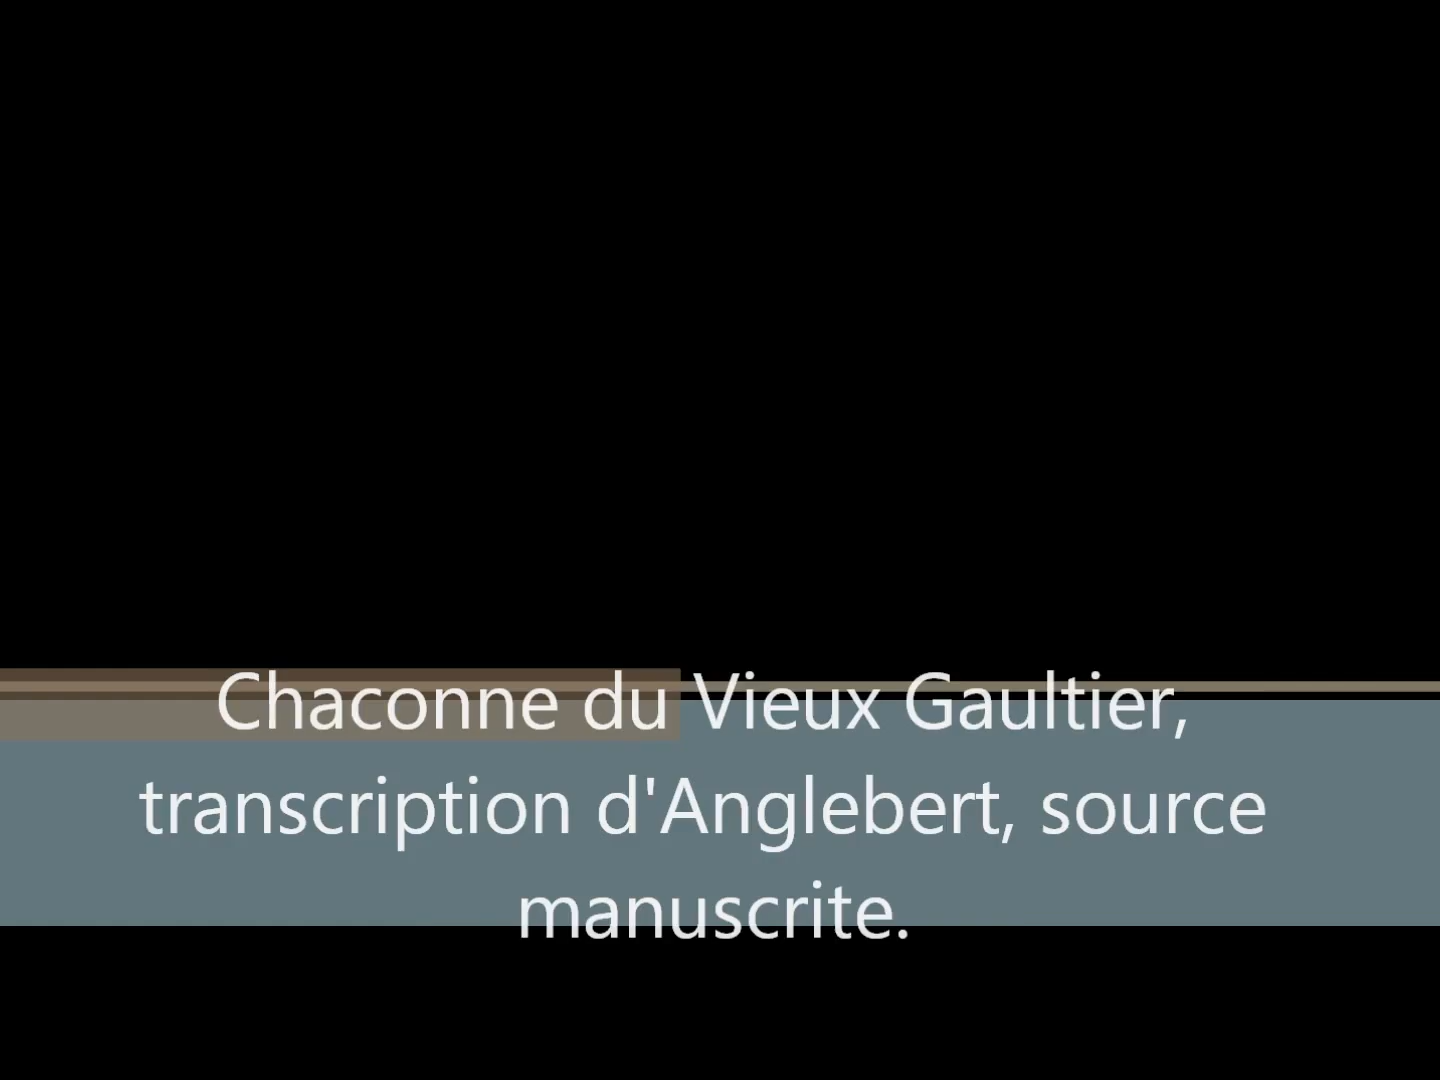 Chaconne du Vieux Gaultier,
transcription d'Anglebert, source
manuscrite.